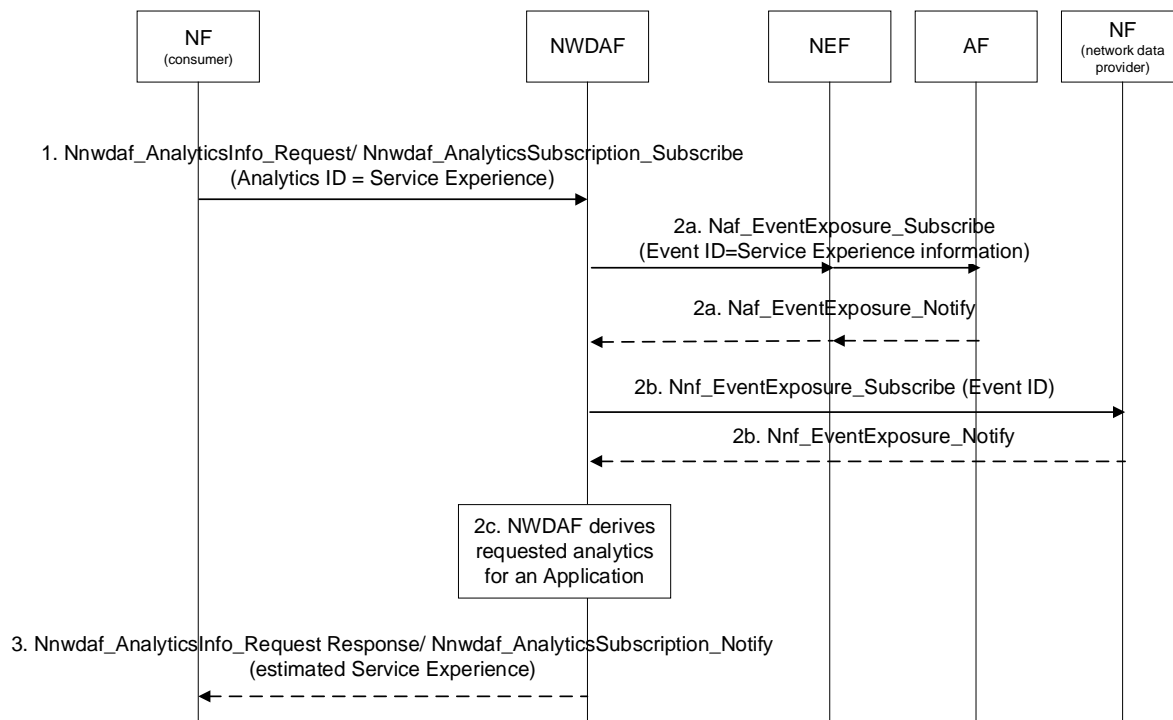 NF
(consumer)
NWDAF
NEF
AF
NF
(network data
provider)
1. Nnwdaf_AnalyticsInfo_Request/ Nnwdaf_AnalyticsSubscription_Subscribe
(Analytics ID = Service Experience)
2a. Naf_EventExposure_Subscribe
(Event ID=Service Experience information)
2a. Naf_EventExposure_Notify
2b. Nnf_EventExposure_Subscribe (Event ID)
2b. Nnf_EventExposure_Notify
2c. NWDAF derives
requested analytics
for an Application
3. Nnwdaf_AnalyticsInfo_Request Response/ Nnwdaf_AnalyticsSubscription_Notify
(estimated Service Experience)